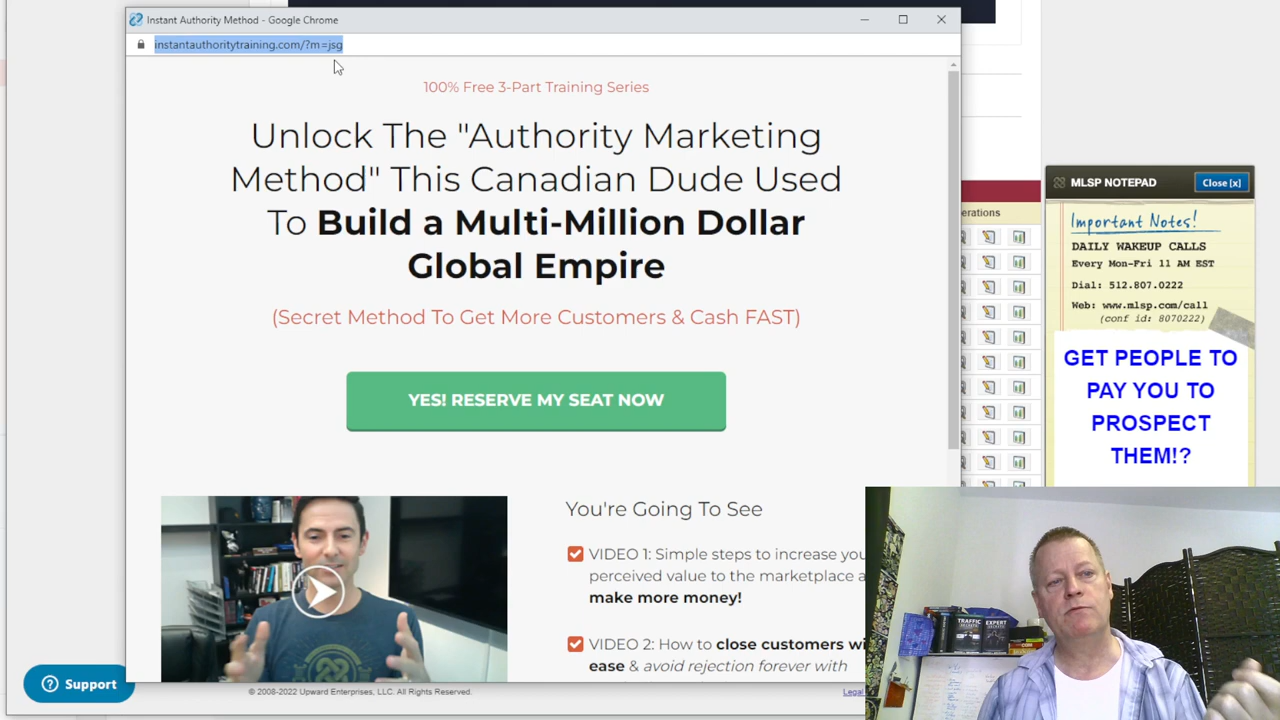 Instant Authority Method - Google Chrome
instantauthoritytraining.com/?m=jsg
100% Free 3-Part Training Series
Unlock The "Authority Marketing
Method" This Canadian Dude Used
To Build a Multi-Million Dollar
Global Empire
(Secret Method To Get More Customers & Cash FAST)
YES! RESERVE MY SEAT NOW
You're Going To See
VIDEO 1: Simple steps to increase you
perceived value to the marketplace a
make more money!
VIDEO 2: How to close customers wi
ease & avoid rejection forever with
Support
© 2008-2022 Upward Enterprises, LLC. All Rights Reserved.
Legal
erations
MLSP NOTEPAD
Close [x]
Important Notes!
DAILY WAKEUP CALLS
Every Mon-Fri 11 AM EST
Dial: 512.807.0222
Web: www.mlsp.com/call
(conf id: 8070222)
GET PEOPLE TO
PAY YOU TO
PROSPECT
THEM!?
TRAFFIC
SECRETS
EXPERT
SECRETS